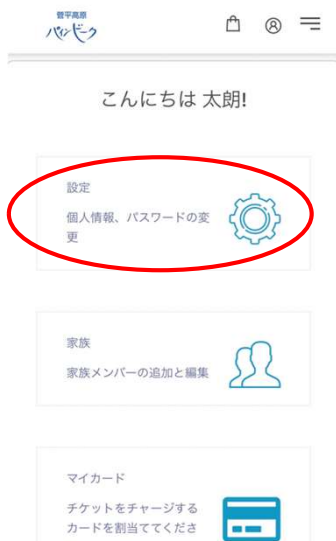 菅平高原
パインビーク
こんにちは 太朗!
設定
個人情報、パスワードの変
更
家族
家族メンバーの追加と編集
マイカード
チケットをチャージする
カードを割当ててくださ